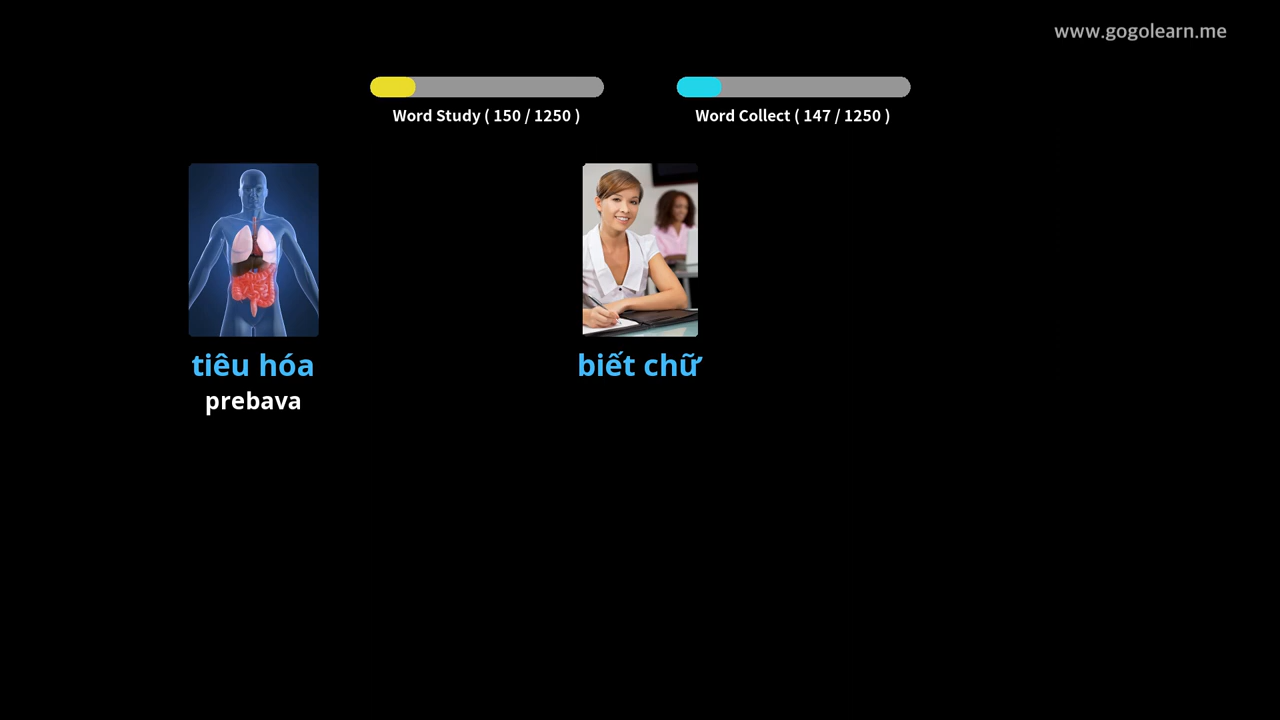 www.gogolearn.me
Word Study ( 150 / 1250 )
Word Collect ( 147 / 1250 )
tiêu hóa
prebava
biết chữ